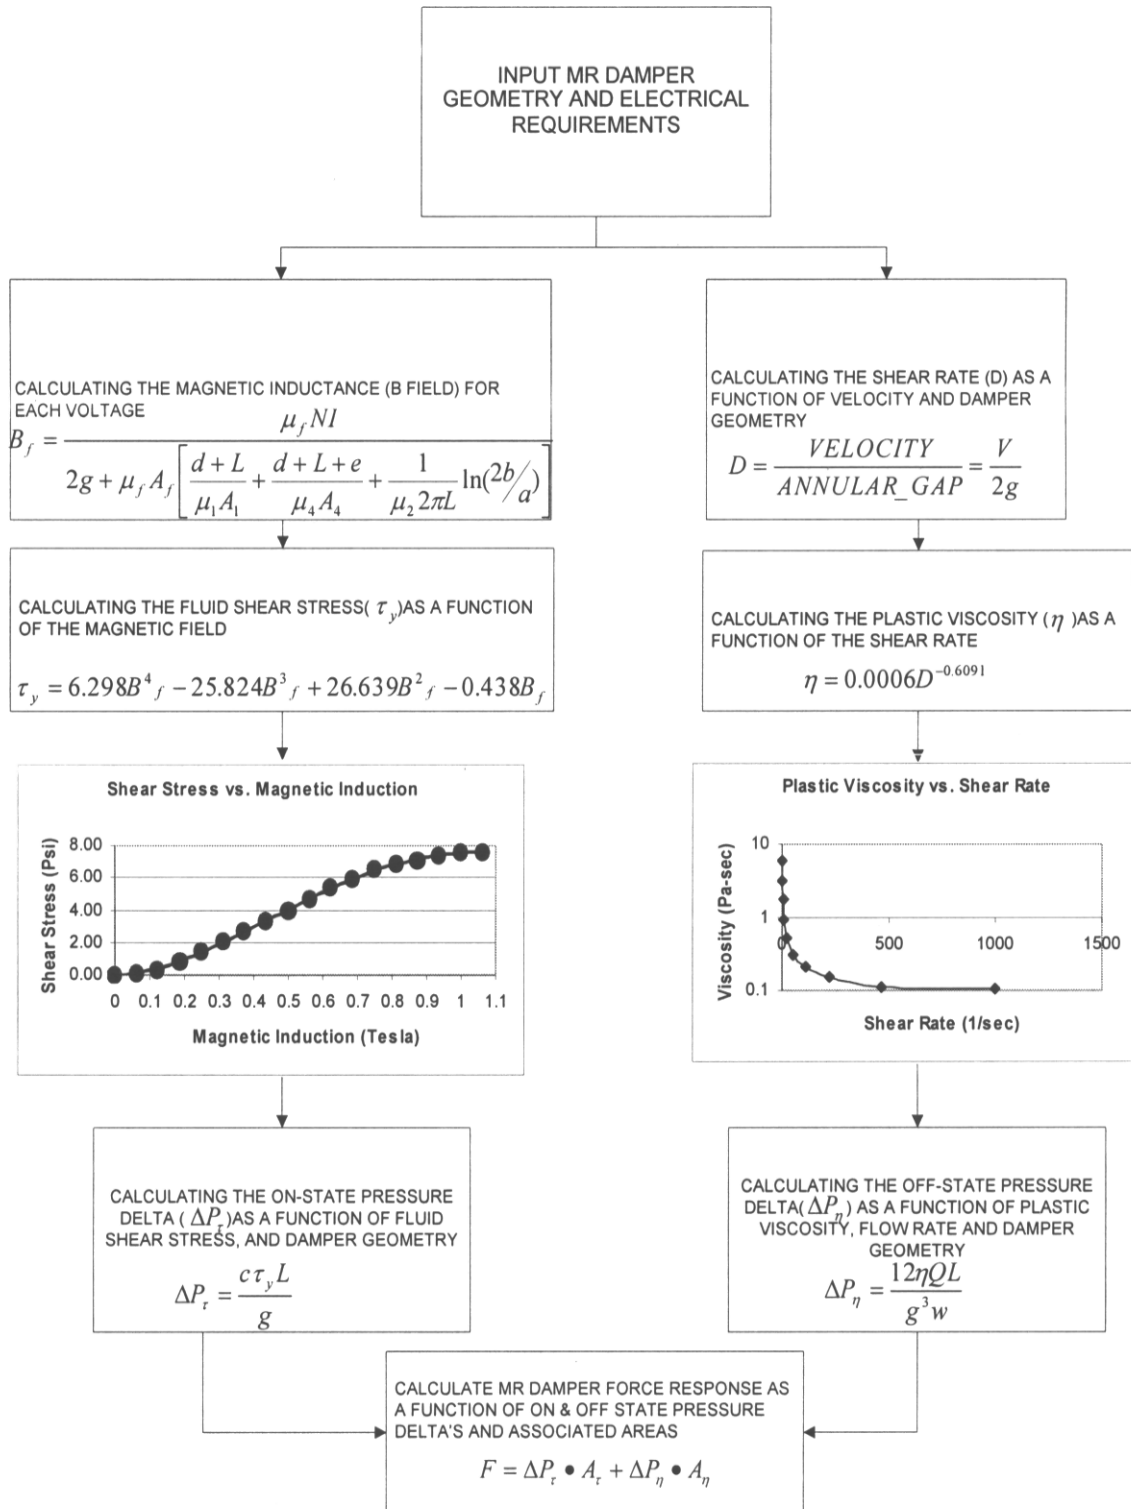 INPUT MR DAMPER
GEOMETRY AND ELECTRICAL
REQUIREMENTS
CALCULATING THE MAGNETIC INDUCTANCE (B FIELD) FOR
EACH VOLTAGE
B_f = μ_f NI / (2g + μ_f A_f [ (d + L)/(μ_1 A_1) + (d + L + e)/(μ_4 A_4) + 1/(μ_2 2πL) ln(2b/a) ])
CALCULATING THE FLUID SHEAR STRESS( τ_y)AS A FUNCTION
OF THE MAGNETIC FIELD
τ_y = 6.298B^4_f − 25.824B^3_f + 26.639B^2_f − 0.438B_f
Shear Stress vs. Magnetic Induction
Shear Stress (Psi)
8.00
6.00
4.00
2.00
0.00
0 0.1 0.2 0.3 0.4 0.5 0.6 0.7 0.8 0.9 1 1.1
Magnetic Induction (Tesla)
CALCULATING THE ON-STATE PRESSURE
DELTA ( ΔP_τ)AS A FUNCTION OF FLUID
SHEAR STRESS, AND DAMPER GEOMETRY
ΔP_τ = cτ_y L / g
CALCULATING THE SHEAR RATE (D) AS A
FUNCTION OF VELOCITY AND DAMPER
GEOMETRY
D = VELOCITY / ANNULAR_GAP = V / 2g
CALCULATING THE PLASTIC VISCOSITY (η )AS A
FUNCTION OF THE SHEAR RATE
η = 0.0006D^−0.6091
Plastic Viscosity vs. Shear Rate
Viscosity (Pa-sec)
10
1
0.1
0 500 1000 1500
Shear Rate (1/sec)
CALCULATING THE OFF-STATE PRESSURE
DELTA(ΔP_η) AS A FUNCTION OF PLASTIC
VISCOSITY, FLOW RATE AND DAMPER
GEOMETRY
ΔP_η = 12ηQL / g^3 w
CALCULATE MR DAMPER FORCE RESPONSE AS
A FUNCTION OF ON & OFF STATE PRESSURE
DELTA'S AND ASSOCIATED AREAS
F = ΔP_τ • A_τ + ΔP_η • A_η